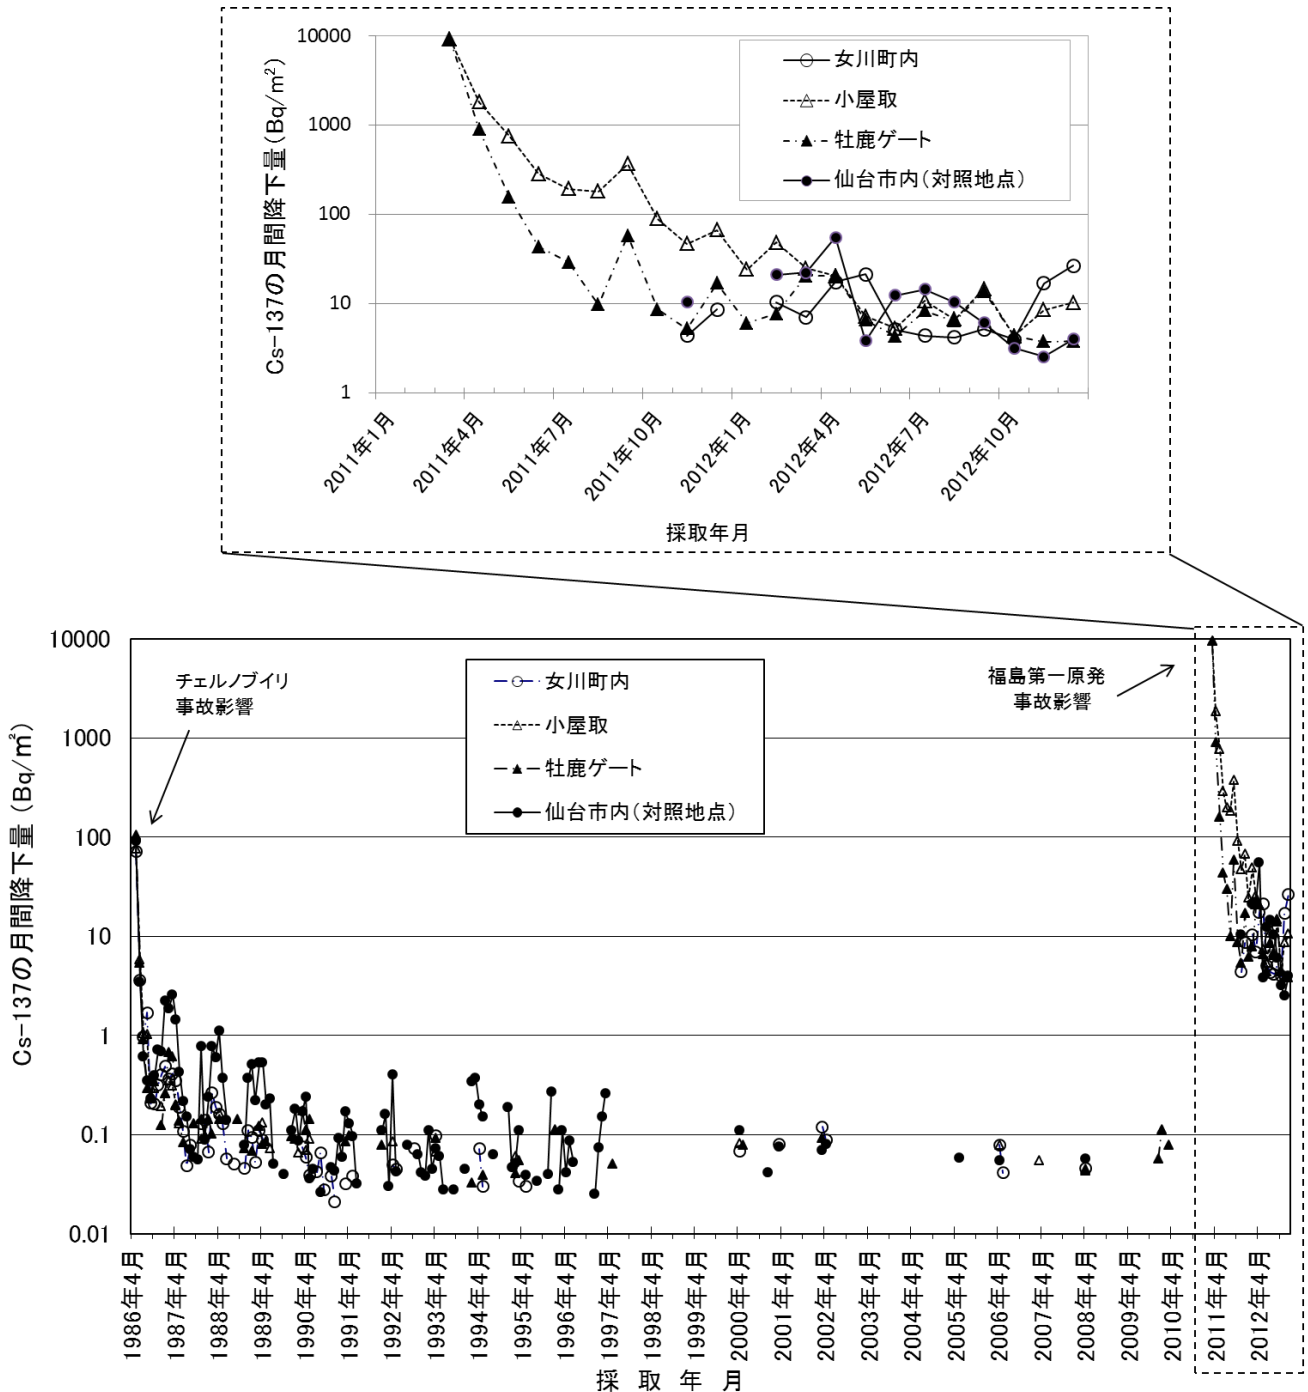 Cs-137の月間降下量(Bq/m²)
10000
1000
100
10
1
女川町内
小屋取
牡鹿ゲート
仙台市内(対照地点)
2011年1月
2011年4月
2011年7月
2011年10月
2012年1月
2012年4月
2012年7月
2012年10月
採取年月
Cs-137の月間降下量 (Bq/㎡)
10000
1000
100
10
1
0.1
0.01
チェルノブイリ
事故影響
女川町内
小屋取
牡鹿ゲート
仙台市内(対照地点)
福島第一原発
事故影響
1986年4月
1987年4月
1988年4月
1989年4月
1990年4月
1991年4月
1992年4月
1993年4月
1994年4月
1995年4月
1996年4月
1997年4月
1998年4月
1999年4月
2000年4月
2001年4月
2002年4月
2003年4月
2004年4月
2005年4月
2006年4月
2007年4月
2008年4月
2009年4月
2010年4月
2011年4月
2012年4月
採 取 年 月